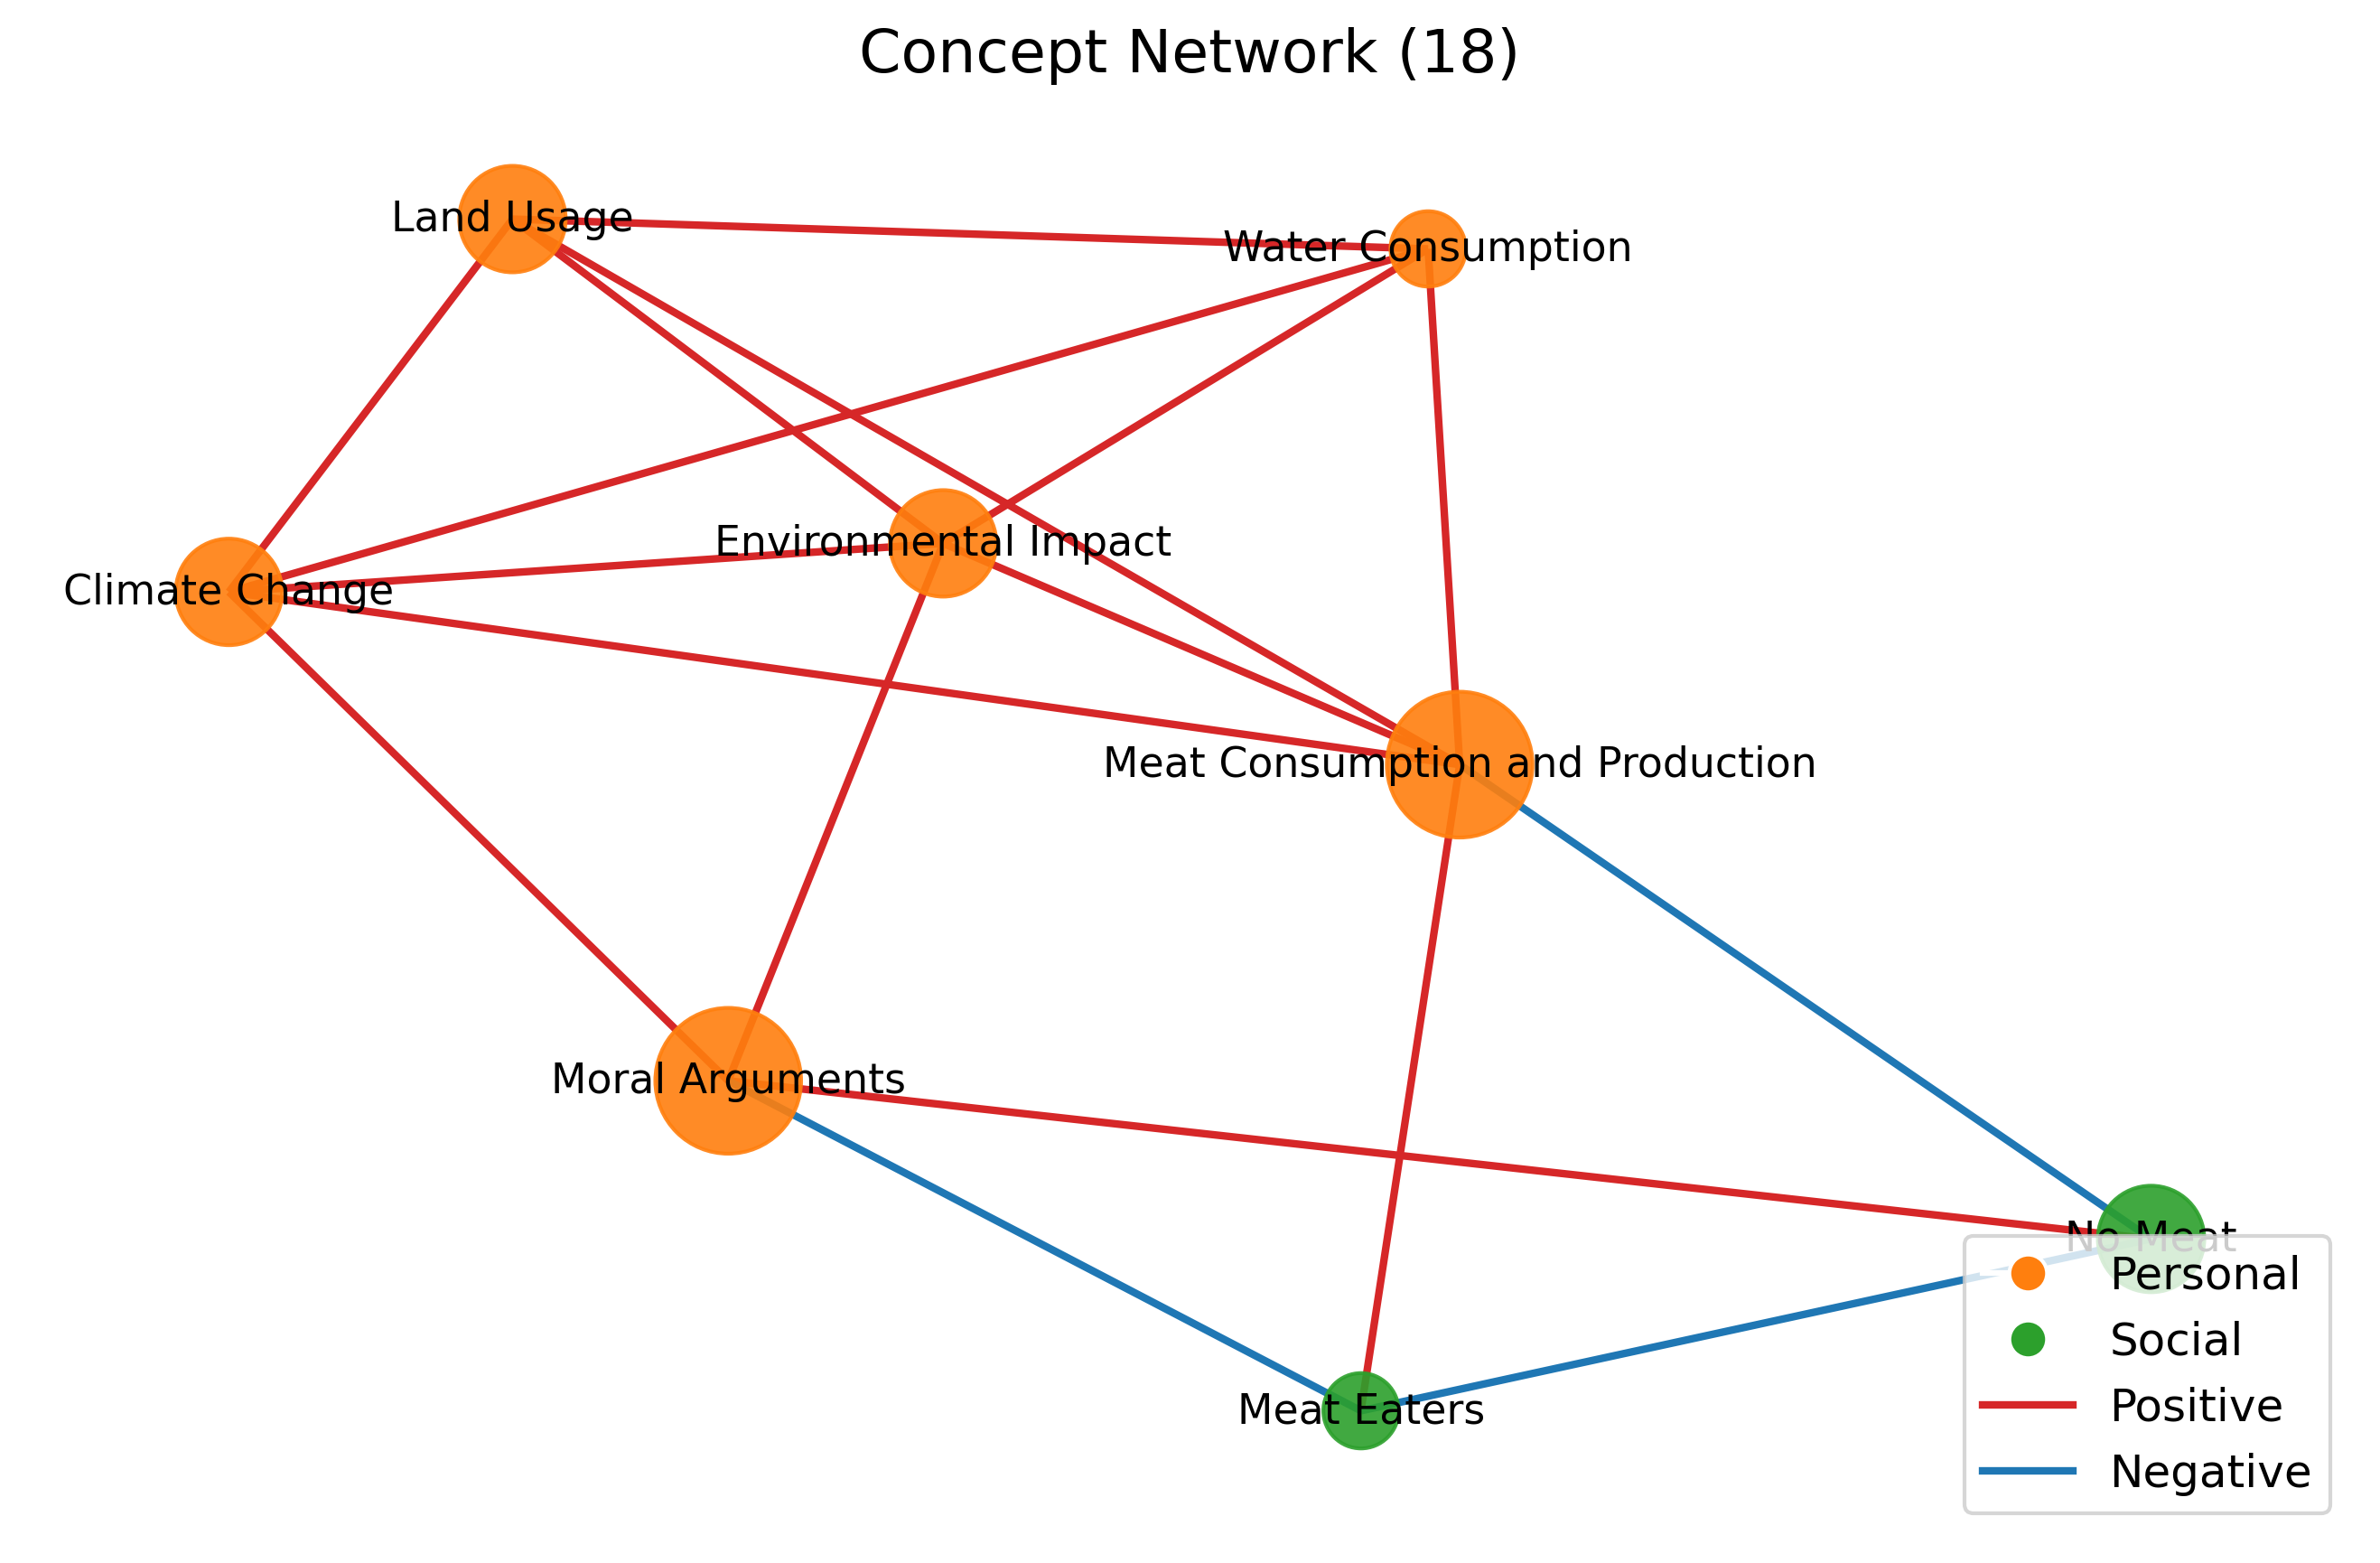 Concept Network (18)
Land Usage
Water Consumption
Environmental Impact
Climate Change
Meat Consumption and Production
Moral Arguments
No Meat
Meat Eaters
Personal
Social
Positive
Negative